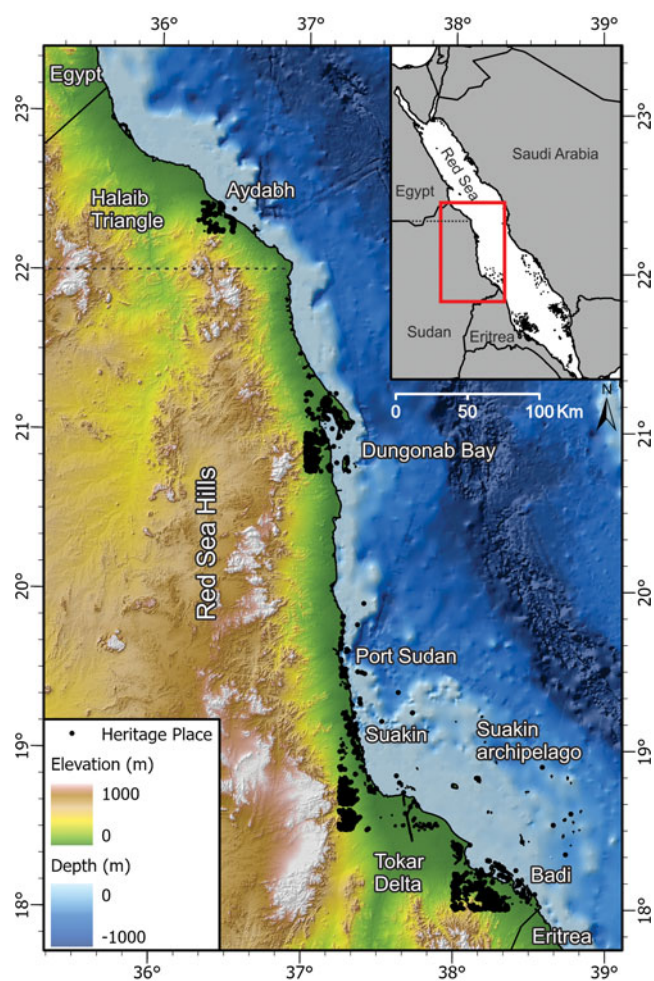 36°
37°
38°
39°
Egypt
23°
23°
Halaib
Triangle
Aydabh
22°
22°
Red Sea
Saudi Arabia
Egypt
Sudan
Eritrea
0
50
100 Km
N
21°
21°
Dungonab Bay
Red Sea Hills
20°
20°
Port Sudan
Suakin
Suakin
archipelago
19°
19°
Tokar
Delta
Badi
18°
18°
Eritrea
Heritage Place
Elevation (m)
1000
0
Depth (m)
0
-1000
36°
37°
38°
39°